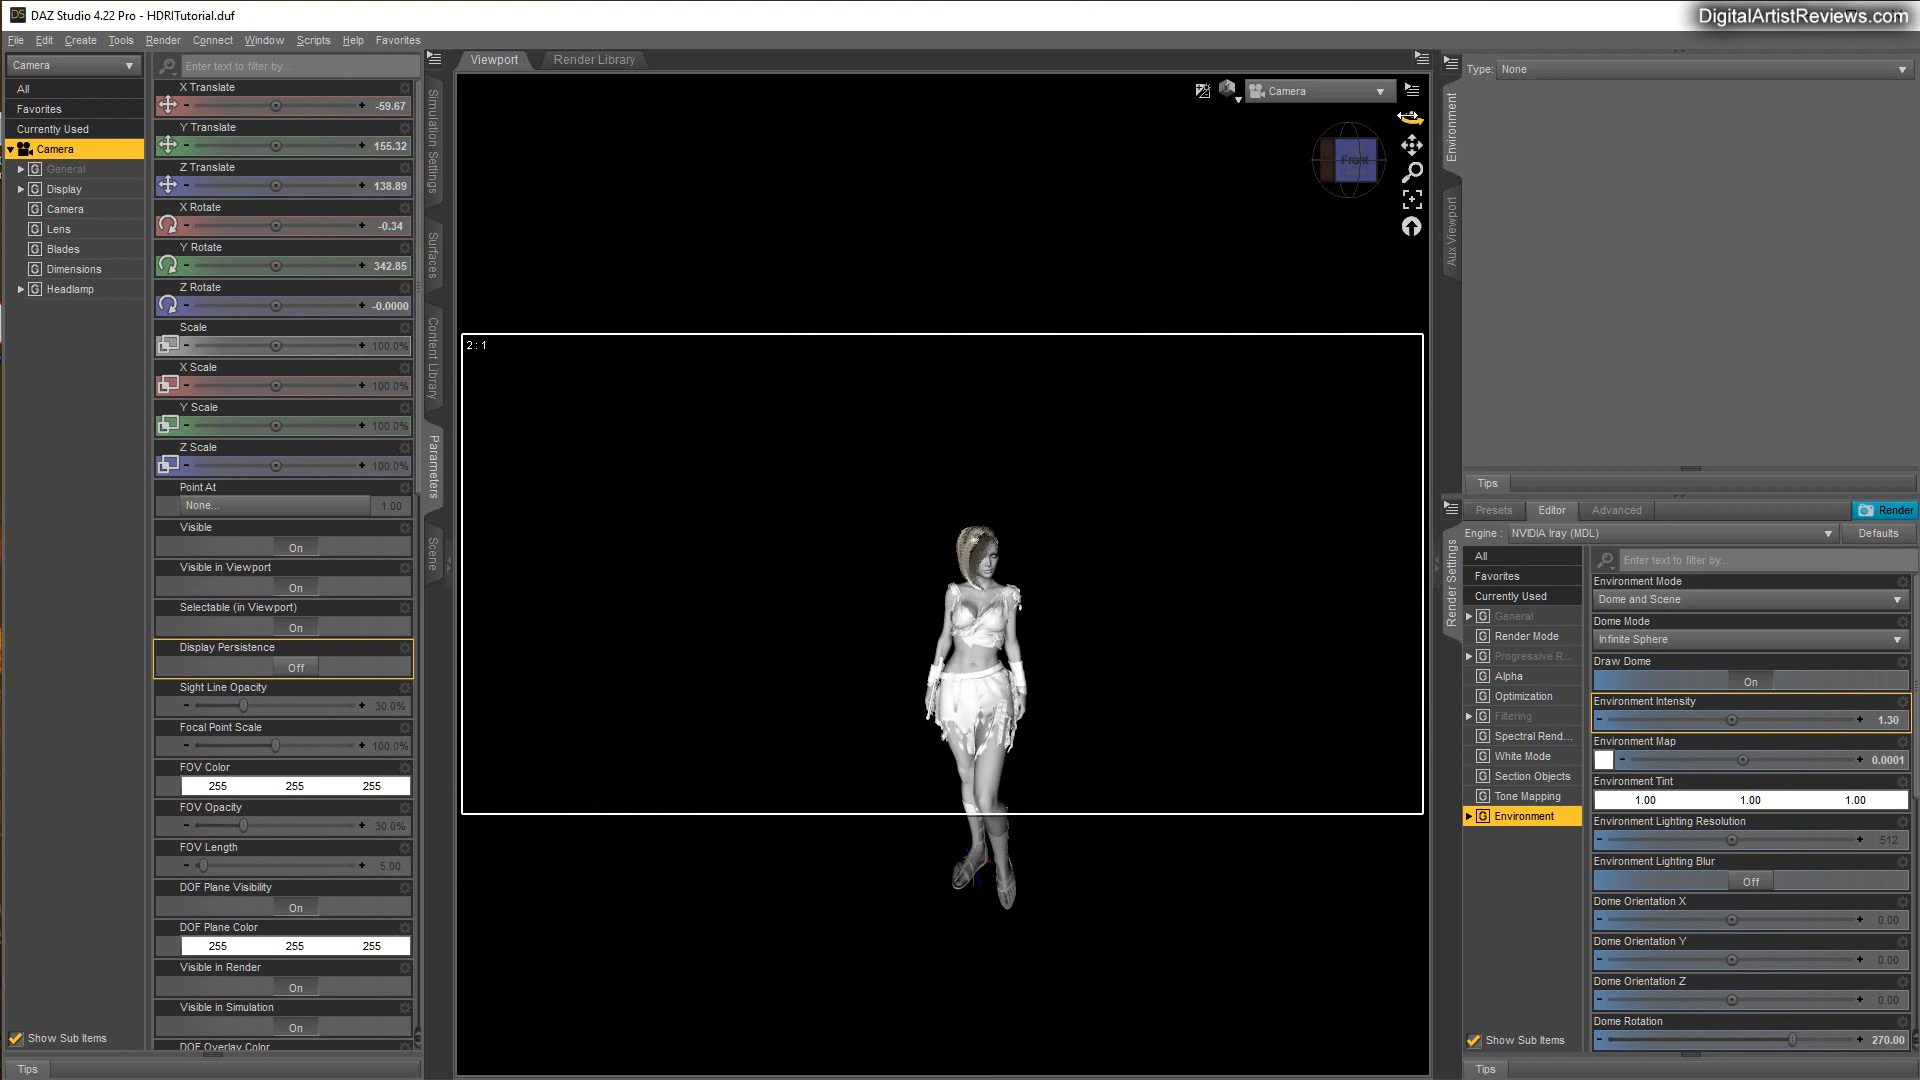 DAZ Studio 4.22 Pro - HDRITutorial.duf
DigitalArtistReviews.com
File Edit Create Tools Render Connect Window Scripts Help Favorites
Camera
All
Favorites
Currently Used
Camera
General
Display
Camera
Lens
Blades
Dimensions
Headlamp
Show Sub Items
Tips
Enter text to filter by...
X Translate
-59.67
Y Translate
155.32
Z Translate
138.89
X Rotate
-0.34
Y Rotate
342.85
Z Rotate
-0.0000
Scale
100.0%
X Scale
100.0%
Y Scale
100.0%
Z Scale
100.0%
Point At
None... 1.00
Visible
On
Visible in Viewport
On
Selectable (in Viewport)
On
Display Persistence
Off
Sight Line Opacity
30.0%
Focal Point Scale
100.0%
FOV Color
255 255 255
FOV Opacity
30.0%
FOV Length
5.00
DOF Plane Visibility
On
DOF Plane Color
255 255 255
Visible in Render
On
Visible in Simulation
On
DOF Overlay Color
Simulation Settings
Surfaces
Content Library
Parameters
Scene
Viewport Render Library
Camera
Front
2 : 1
Environment
Aux Viewport
Type: None
Tips
Render Settings
Presets Editor Advanced Render
Engine : NVIDIA Iray (MDL) Defaults
All
Favorites
Currently Used
General
Render Mode
Progressive R...
Alpha
Optimization
Filtering
Spectral Rend...
White Mode
Section Objects
Tone Mapping
Environment
Show Sub Items
Tips
Enter text to filter by...
Environment Mode
Dome and Scene
Dome Mode
Infinite Sphere
Draw Dome
On
Environment Intensity
1.30
Environment Map
0.0001
Environment Tint
1.00 1.00 1.00
Environment Lighting Resolution
512
Environment Lighting Blur
Off
Dome Orientation X
0.00
Dome Orientation Y
0.00
Dome Orientation Z
0.00
Dome Rotation
270.00